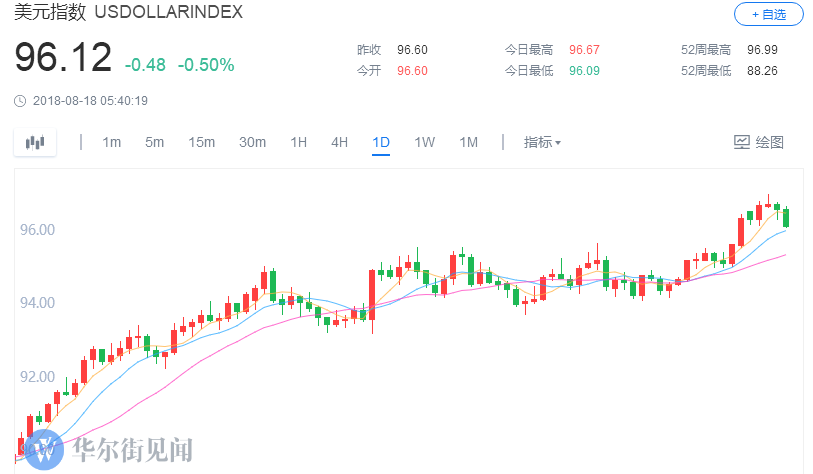 美元指数 USDOLLARINDEX
+ 自选
96.12 -0.48 -0.50%
昨收 96.60 今日最高 96.67 52周最高 96.99
今开 96.60 今日最低 96.09 52周最低 88.26
2018-08-18 05:40:19
1m 5m 15m 30m 1H 4H 1D 1W 1M 指标 绘图
96.00
94.00
92.00
华尔街见闻